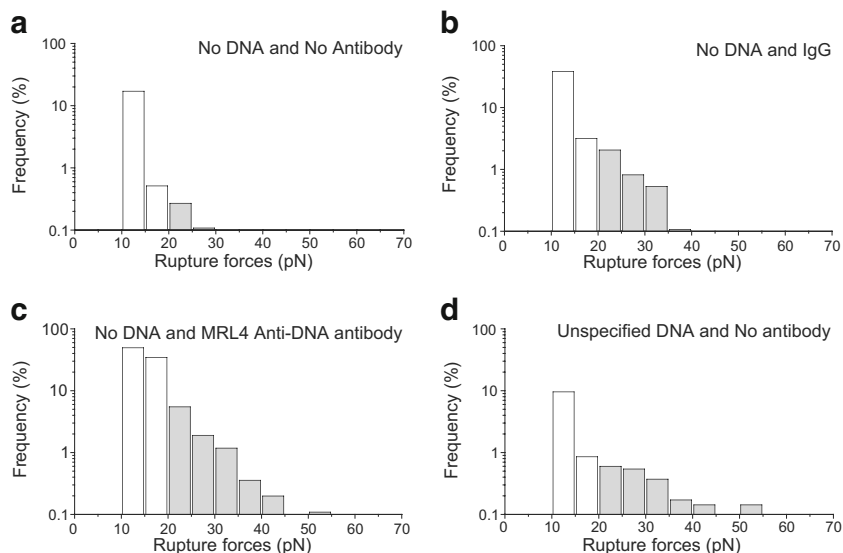 a
No DNA and No Antibody
Frequency (%)
100
10
1
0.1
0 10 20 30 40 50 60 70
Rupture forces (pN)
b
No DNA and IgG
Frequency (%)
100
10
1
0.1
0 10 20 30 40 50 60 70
Rupture forces (pN)
c
No DNA and MRL4 Anti-DNA antibody
Frequency (%)
100
10
1
0.1
0 10 20 30 40 50 60 70
Rupture forces (pN)
d
Unspecified DNA and No antibody
Frequency (%)
100
10
1
0.1
0 10 20 30 40 50 60 70
Rupture forces (pN)